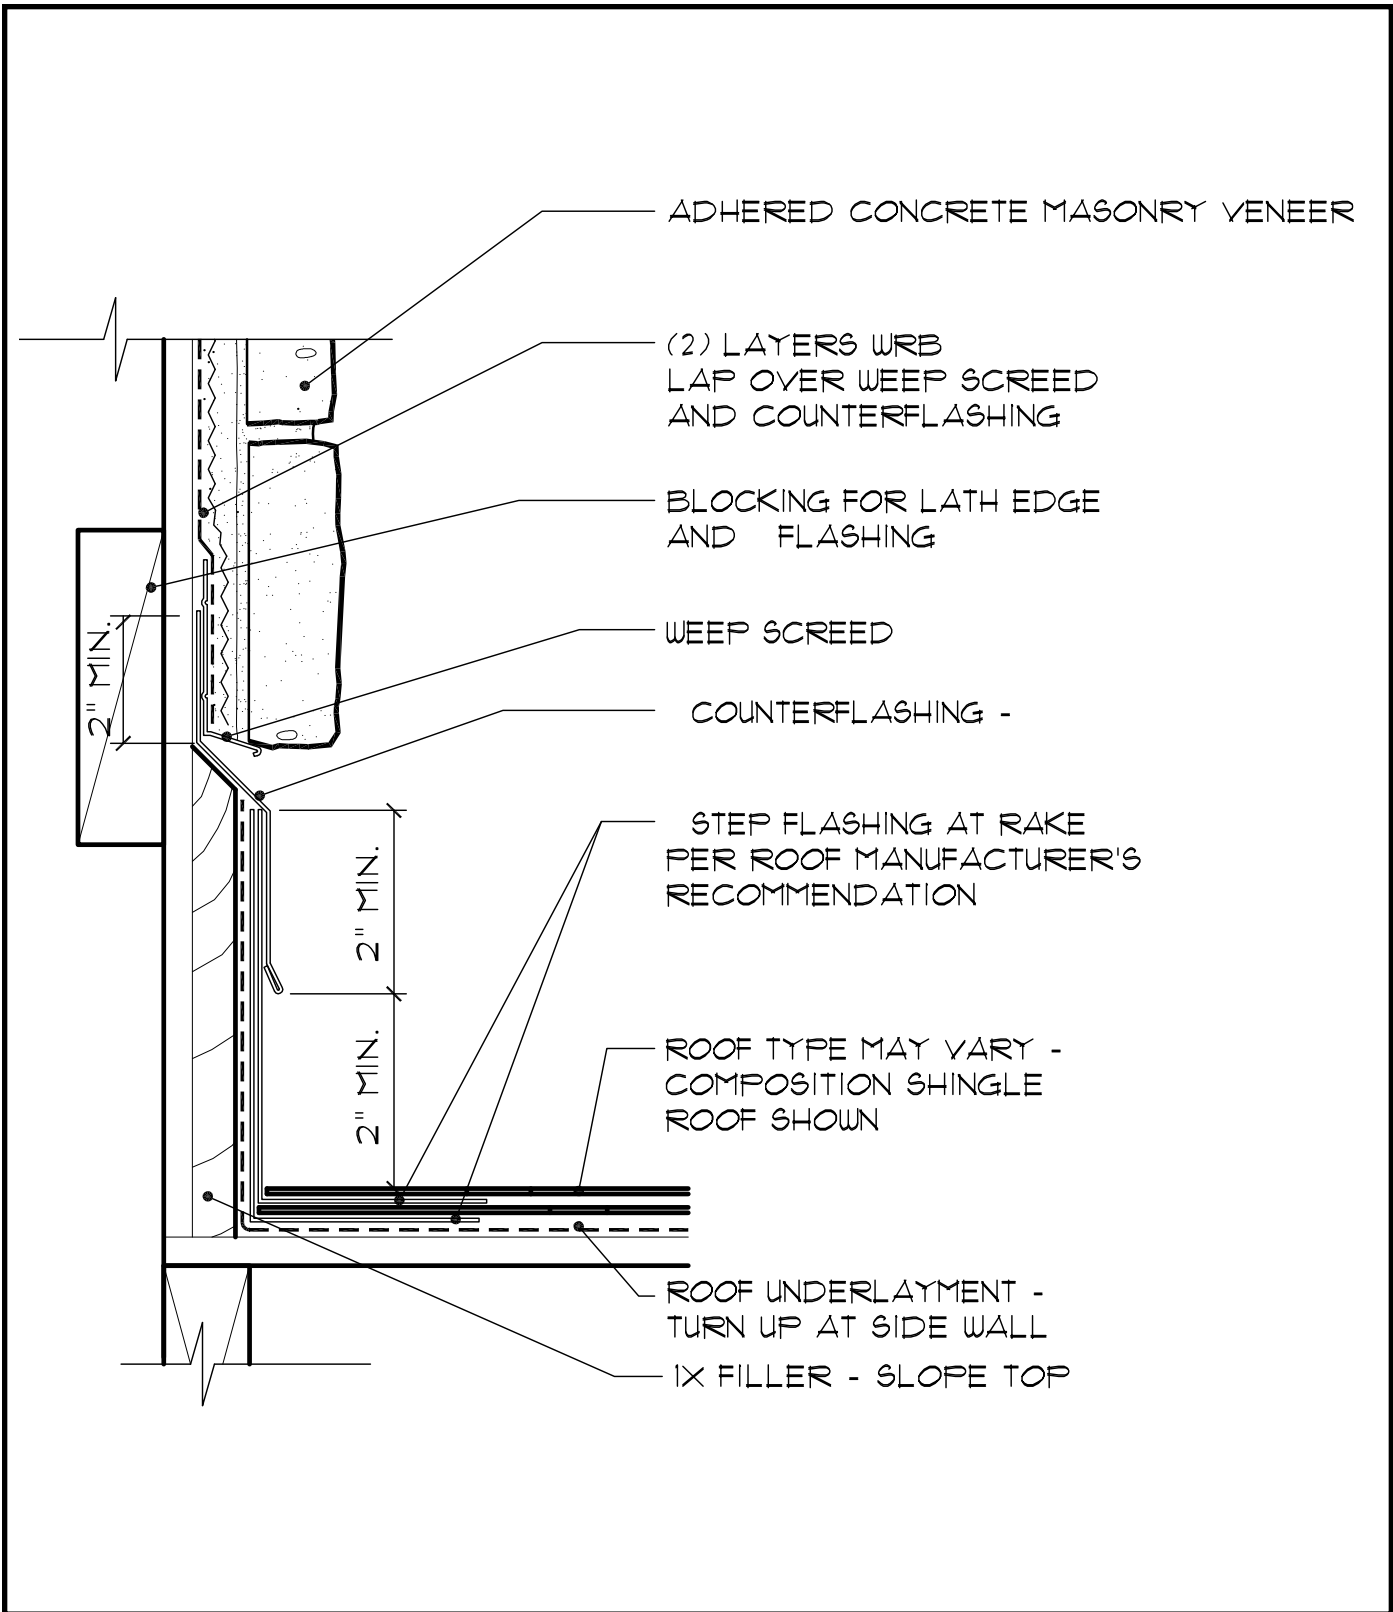 ADHERED CONCRETE MASONRY VENEER
(2) LAYERS WRB
LAP OVER WEEP SCREED
AND COUNTERFLASHING
BLOCKING FOR LATH EDGE
AND FLASHING
WEEP SCREED
2" MIN.
COUNTERFLASHING -
STEP FLASHING AT RAKE
PER ROOF MANUFACTURER'S
RECOMMENDATION
2" MIN.
2" MIN.
ROOF TYPE MAY VARY -
COMPOSITION SHINGLE
ROOF SHOWN
ROOF UNDERLAYMENT -
TURN UP AT SIDE WALL
1X FILLER - SLOPE TOP